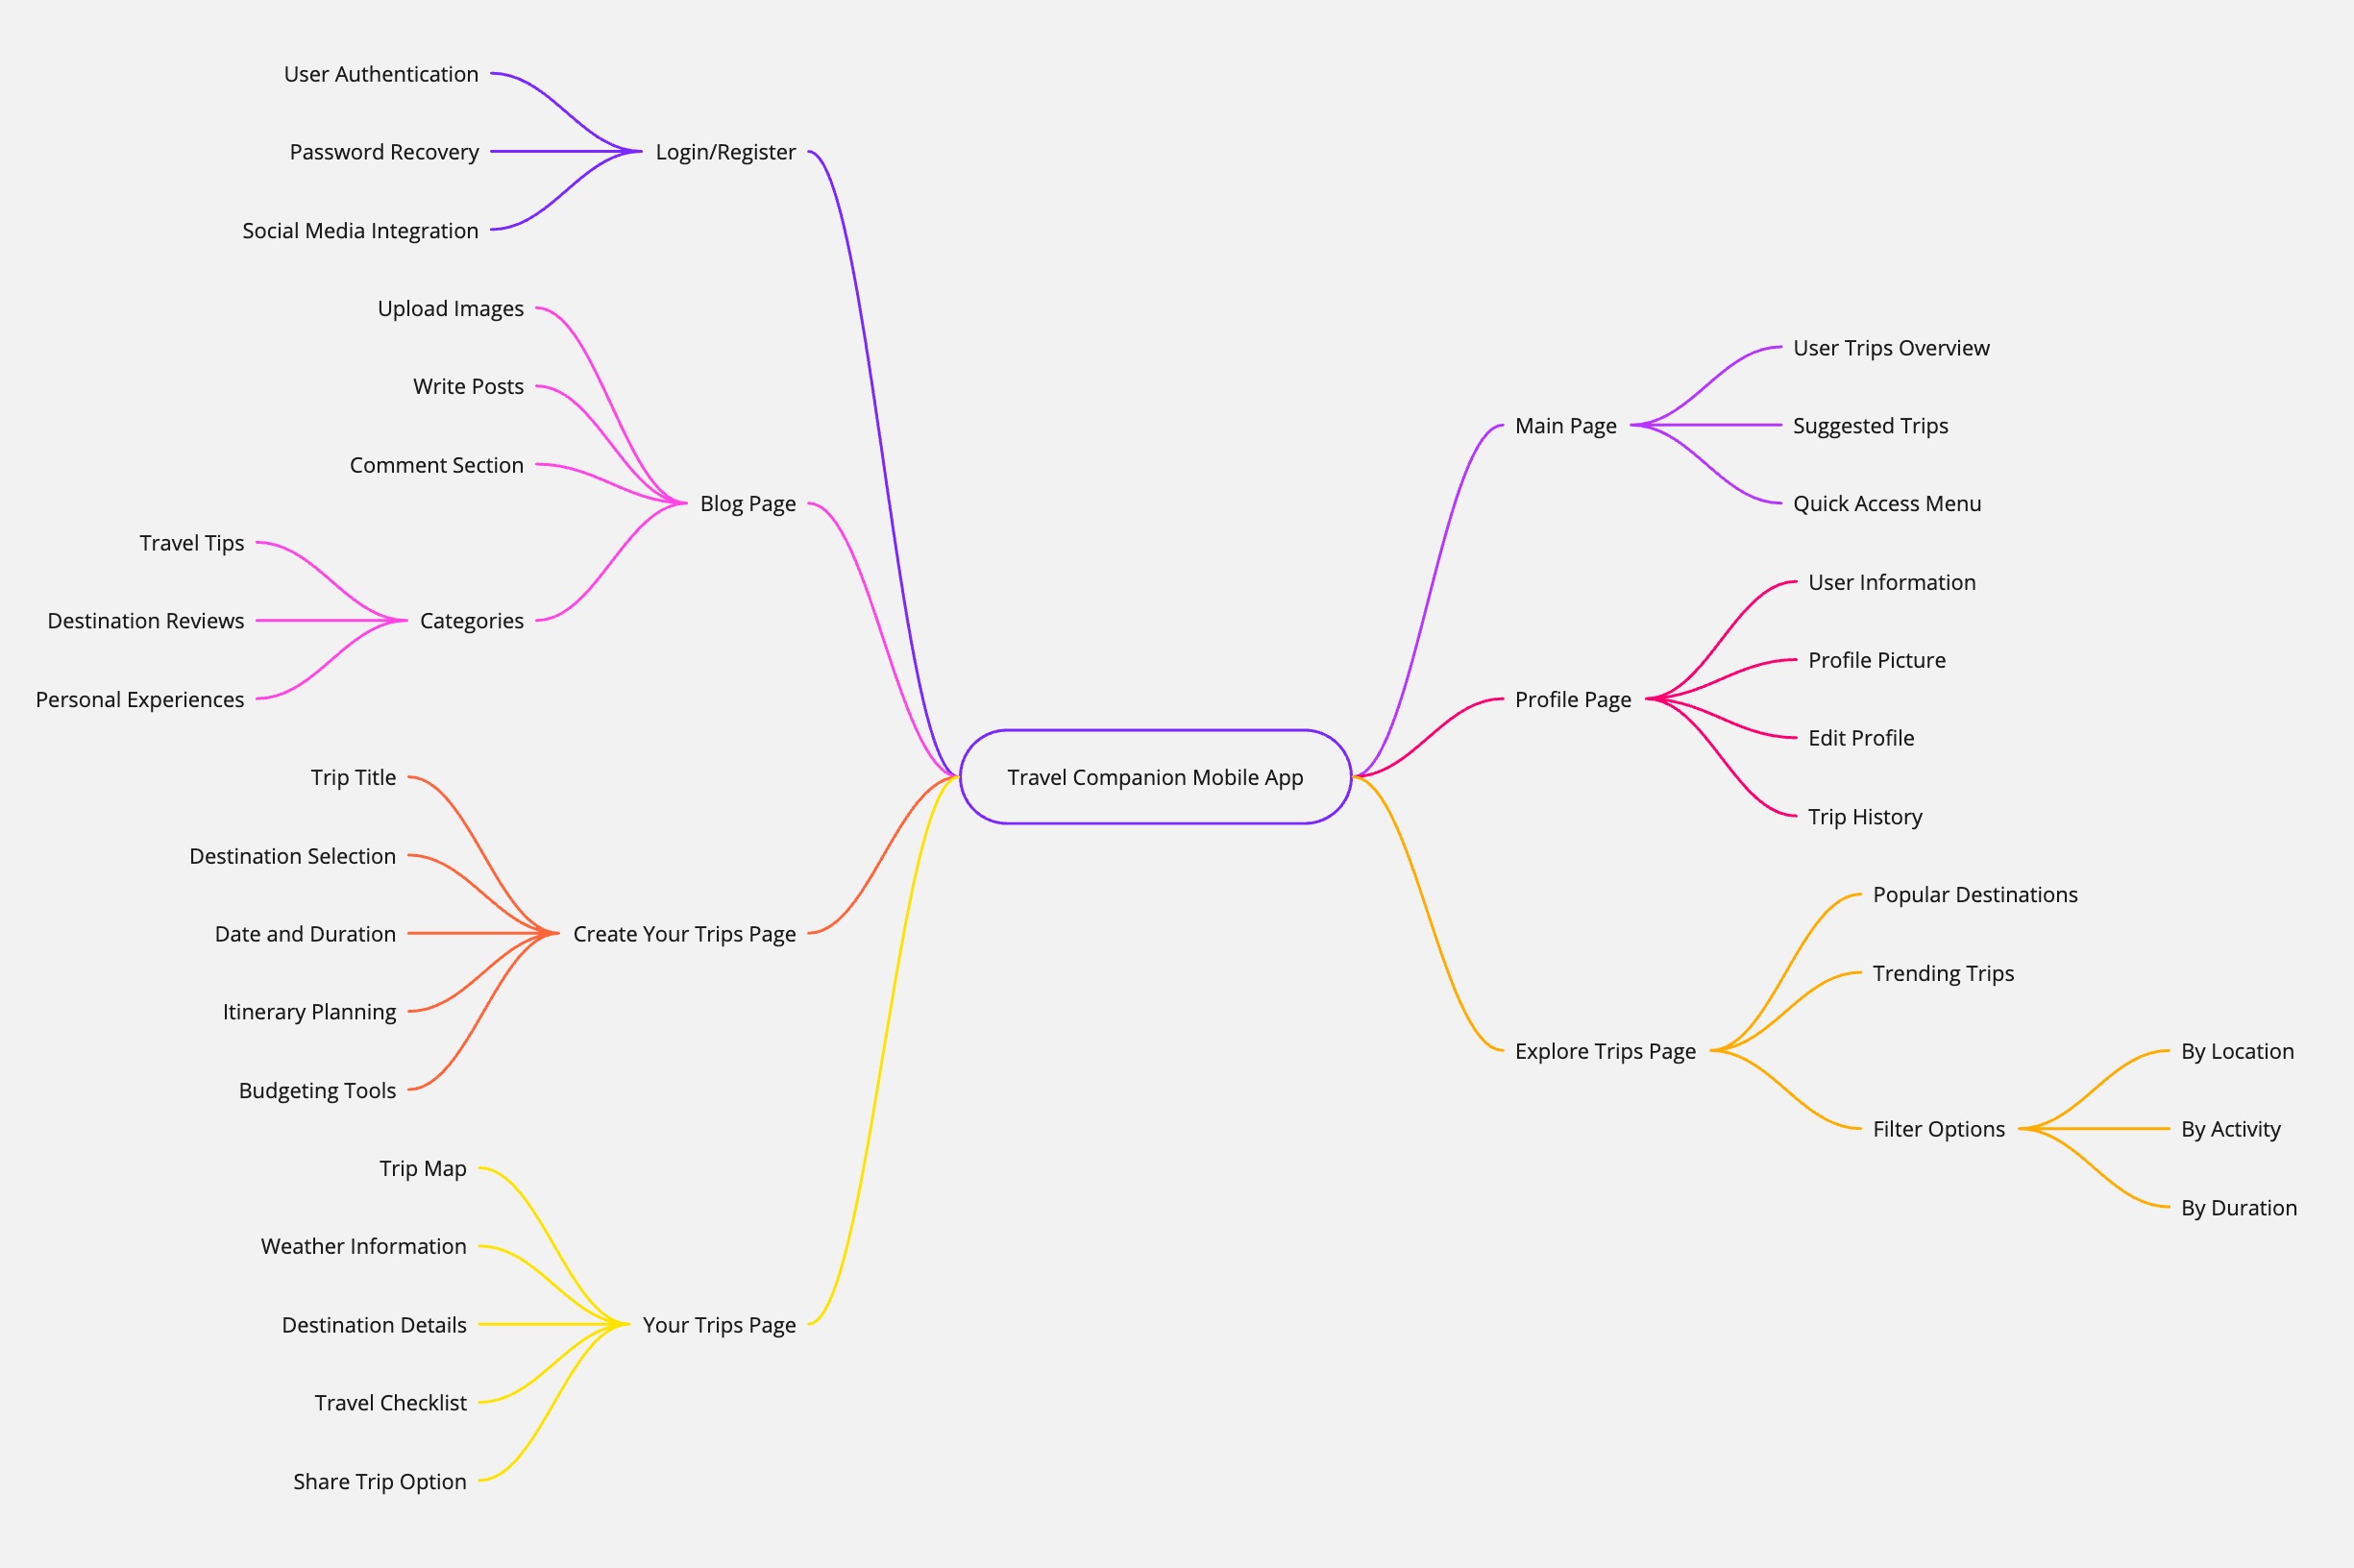 User Authentication
Password Recovery
Login/Register
Social Media Integration
Upload Images
Write Posts
Comment Section
Blog Page
Travel Tips
Destination Reviews
Categories
Personal Experiences
Trip Title
Destination Selection
Date and Duration
Create Your Trips Page
Itinerary Planning
Budgeting Tools
Trip Map
Weather Information
Destination Details
Your Trips Page
Travel Checklist
Share Trip Option
Travel Companion Mobile App
Main Page
User Trips Overview
Suggested Trips
Quick Access Menu
Profile Page
User Information
Profile Picture
Edit Profile
Trip History
Explore Trips Page
Popular Destinations
Trending Trips
Filter Options
By Location
By Activity
By Duration